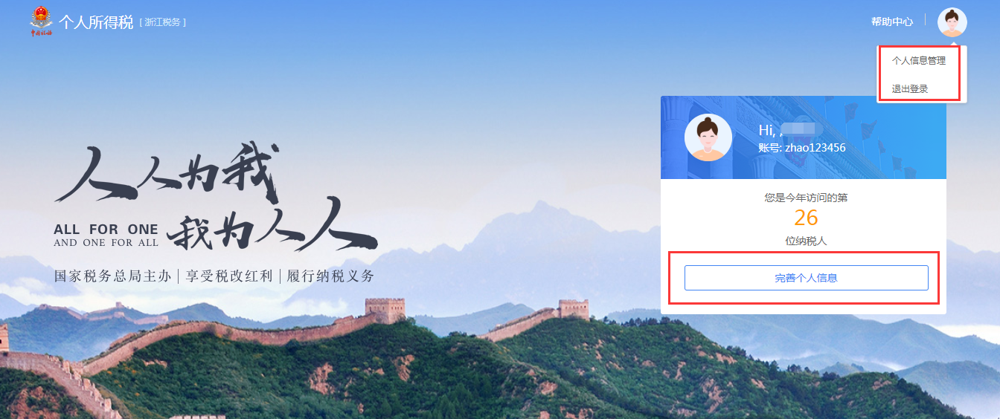 个人所得税 [ 浙江税务 ]
帮助中心
个人信息管理
退出登录
Hi,
账号: zhao123456
人人为我
我为人人
ALL FOR ONE
AND ONE FOR ALL
国家税务总局主办 | 享受税改红利 | 履行纳税义务
您是今年访问的第
26
位纳税人
完善个人信息